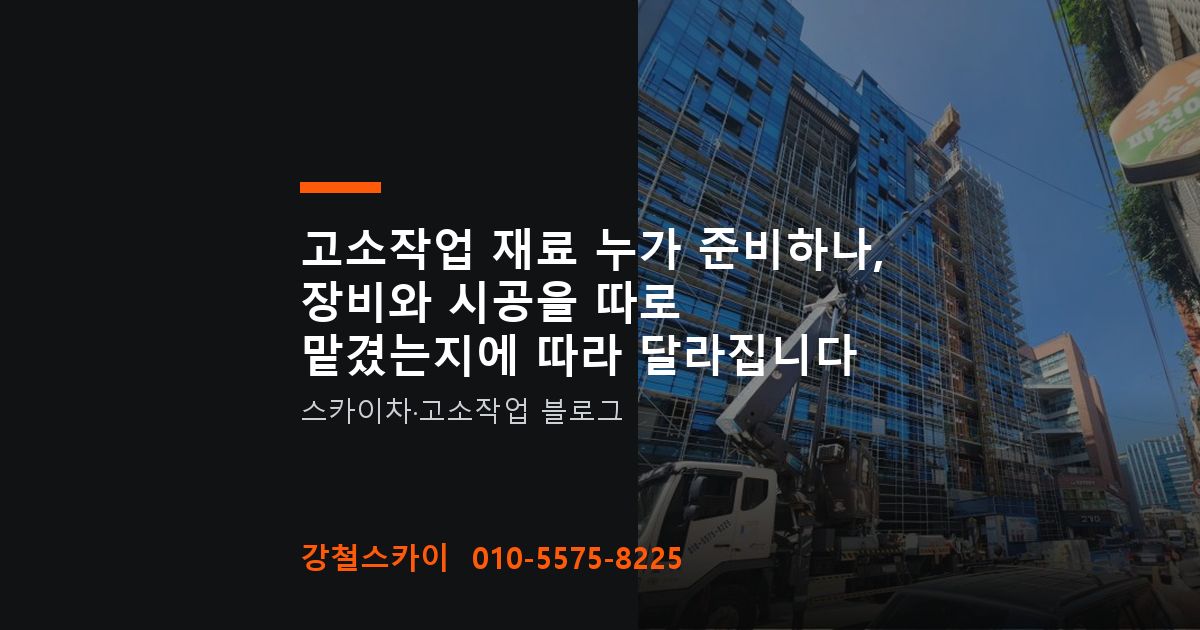 고소작업 재료 누가 준비하나,
장비와 시공을 따로
맡겼는지에 따라 달라집니다
스카이차·고소작업 블로그
강철스카이 010-5575-8225